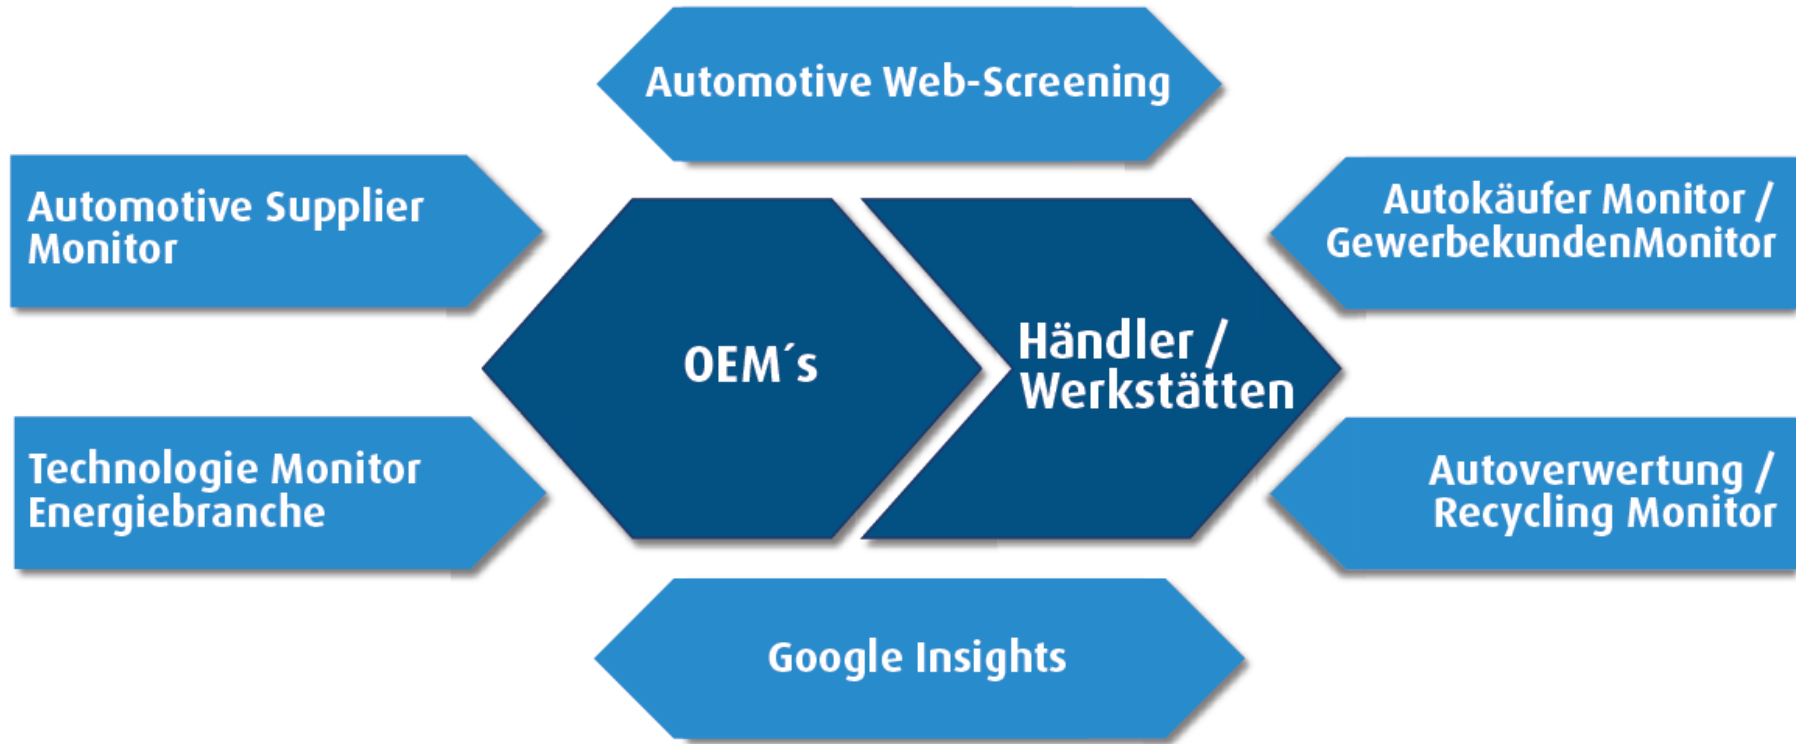 Automotive Web-Screening
Automotive Supplier
Monitor
Autokäufer Monitor /
GewerbekundenMonitor
OEM´s
Händler /
Werkstätten
Technologie Monitor
Energiebranche
Autoverwertung /
Recycling Monitor
Google Insights